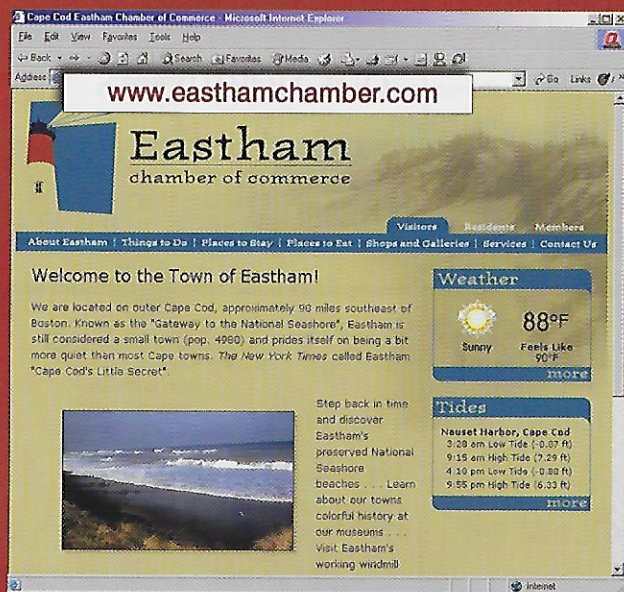 Cape Cod Eastham Chamber of Commerce - Microsoft Internet Explorer
File Edit View Favorites Tools Help
Back Search Favorites Media
Address Go Links
www.easthamchamber.com
Eastham
chamber of commerce
Visitors Residents Members
About Eastham | Things to Do | Places to Stay | Places to Eat | Shops and Galleries | Services | Contact Us
Welcome to the Town of Eastham!
We are located on outer Cape Cod, approximately 90 miles southeast of
Boston. Known as the "Gateway to the National Seashore", Eastham is
still considered a small town (pop. 4980) and prides itself on being a bit
more quiet than most Cape towns. The New York Times called Eastham
"Cape Cod's Little Secret".
Step back in time
and discover
Eastham's
preserved National
Seashore
beaches . . . Learn
about our towns
colorful history at
our museums . . .
Visit Eastham's
working windmill
Weather
Sunny
88°F
Feels Like
90°F
more
Tides
Nauset Harbor, Cape Cod
3:28 am Low Tide (-0.87 ft)
9:15 am High Tide (7.29 ft)
4:10 pm Low Tide (-0.88 ft)
9:55 pm High Tide (6.33 ft)
more
Internet